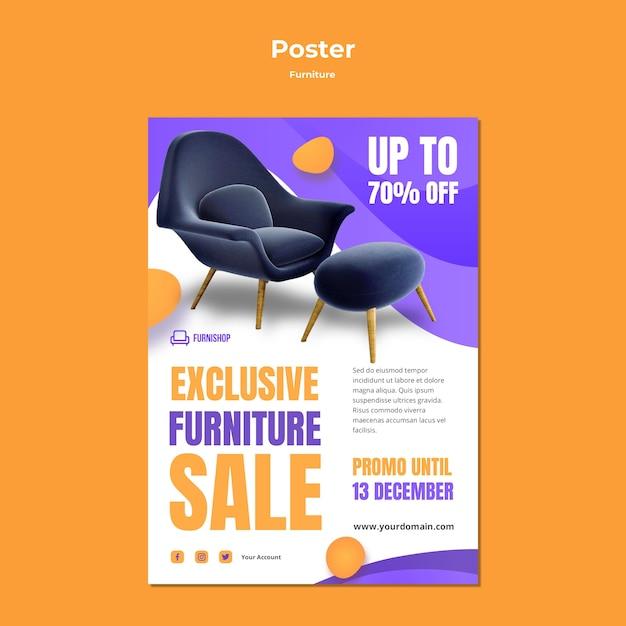 Poster
Furniture
UP TO
70% OFF
FURNISHOP
EXCLUSIVE
FURNITURE
SALE
Sed do eiusmod tempor
incididunt ut labore et dolore
magna aliqua. Quis ipsum
suspendisse ultrices gravida.
Risus commodo viverra
maecenas accumsan lacus vel
facilisis.
PROMO UNTIL
13 DECEMBER
www.yourdomain.com
Your Account